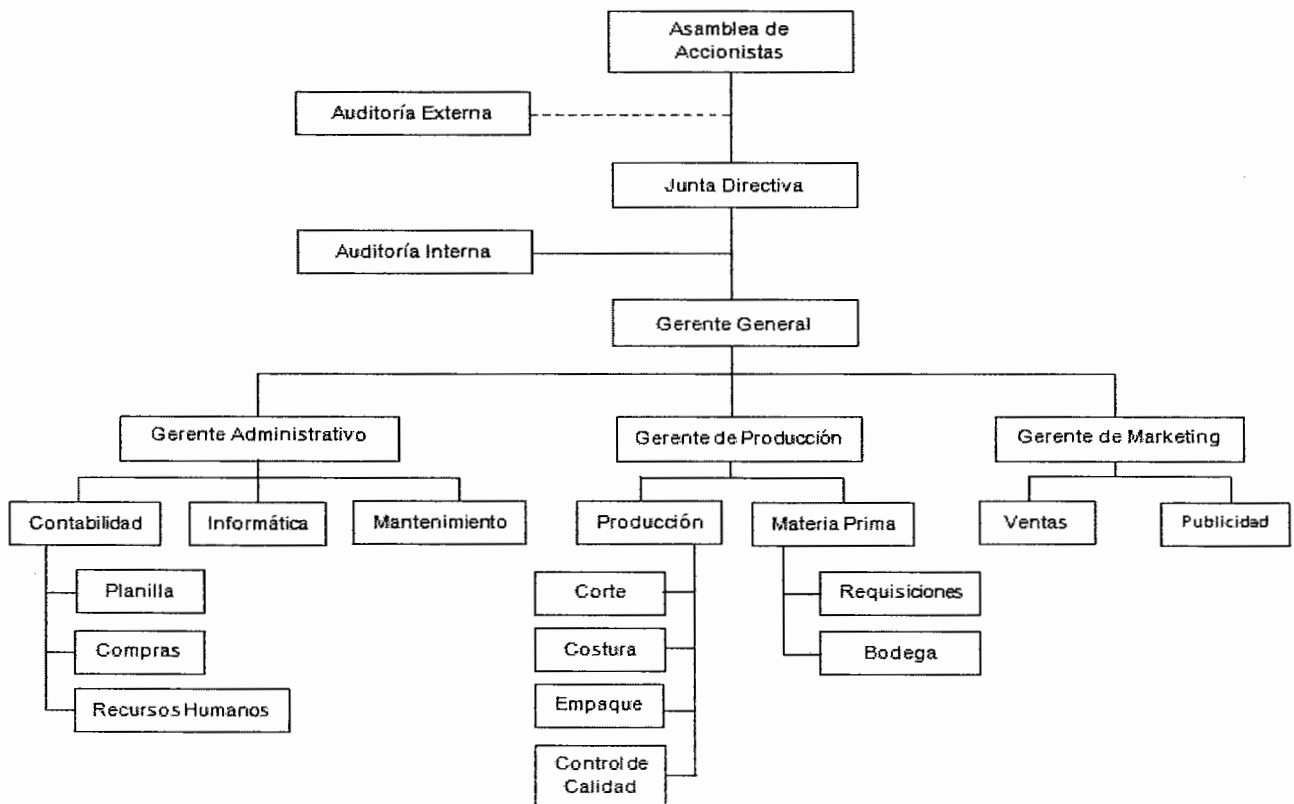 Asamblea de
Accionistas
Auditoría Externa
Junta Directiva
Auditoría Interna
Gerente General
Gerente Administrativo
Gerente de Producción
Gerente de Marketing
Contabilidad
Informática
Mantenimiento
Producción
Materia Prima
Ventas
Publicidad
Planilla
Compras
Recursos Humanos
Corte
Costura
Empaque
Control de
Calidad
Requisiciones
Bodega